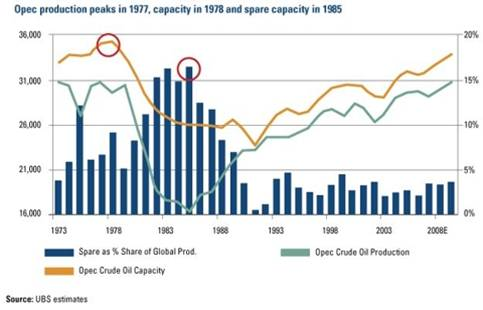 Opec production peaks in 1977, capacity in 1978 and spare capacity in 1985
36,000 20%
31,000 15%
26,000 10%
21,000 5%
16,000 0%
1973 1978 1983 1988 1993 1998 2003 2008E
Spare as % Share of Global Prod. Opec Crude Oil Production
Opec Crude Oil Capacity
Source: UBS estimates